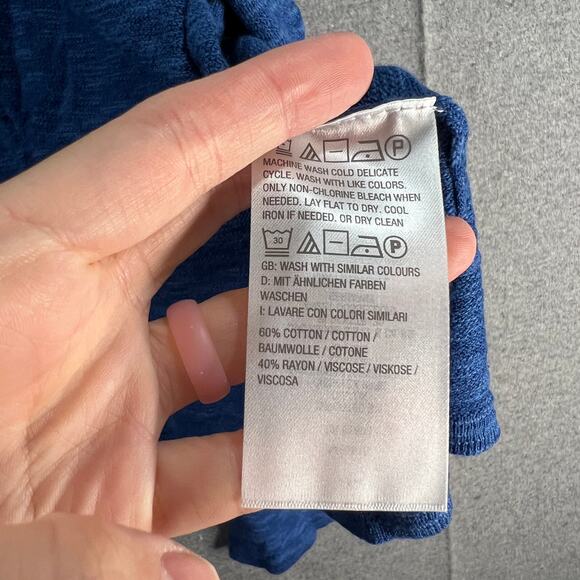 MACHINE WASH COLD DELICATE
CYCLE. WASH WITH LIKE COLORS.
ONLY NON-CHLORINE BLEACH WHEN
NEEDED. LAY FLAT TO DRY. COOL
IRON IF NEEDED. OR DRY CLEAN
30 P
GB: WASH WITH SIMILAR COLOURS
D: MIT ÄHNLICHEN FARBEN
WASCHEN
I: LAVARE CON COLORI SIMILARI
60% COTTON / COTTON /
BAUMWOLLE / COTONE
40% RAYON / VISCOSE / VISKOSE /
VISCOSA